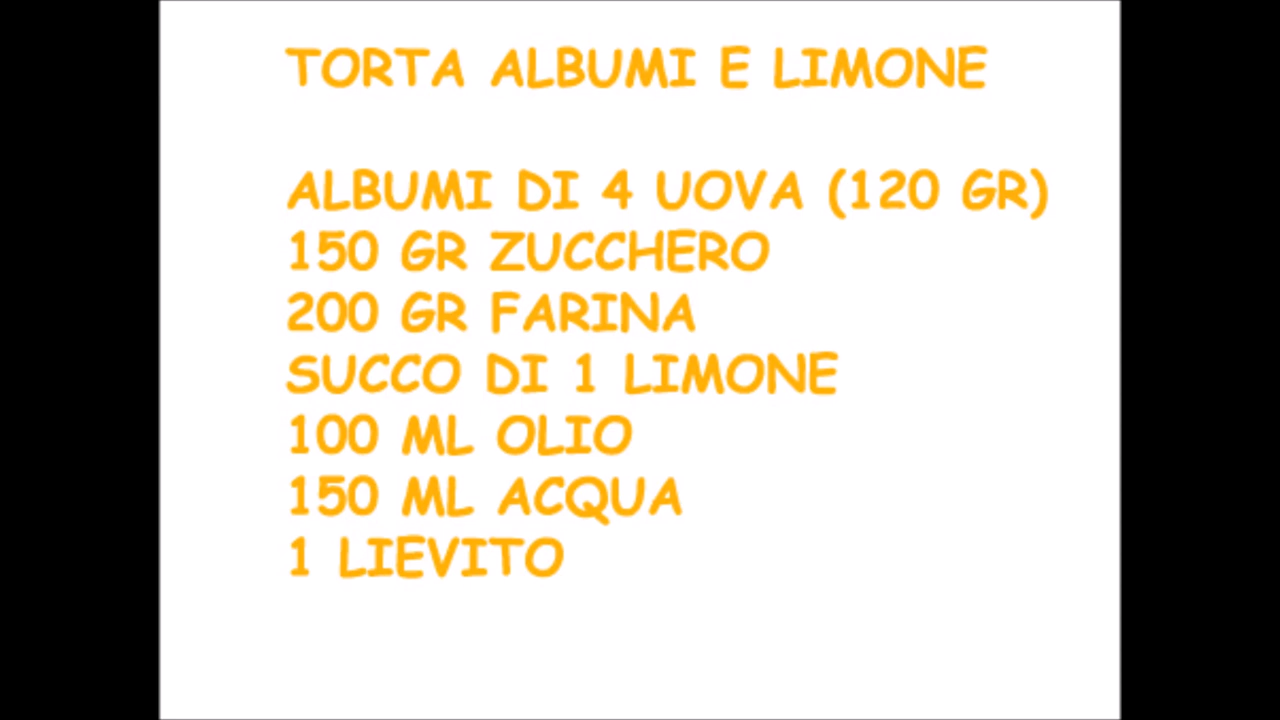 TORTA ALBUMI E LIMONE
ALBUMI DI 4 UOVA (120 GR)
150 GR ZUCCHERO
200 GR FARINA
SUCCO DI 1 LIMONE
100 ML OLIO
150 ML ACQUA
1 LIEVITO